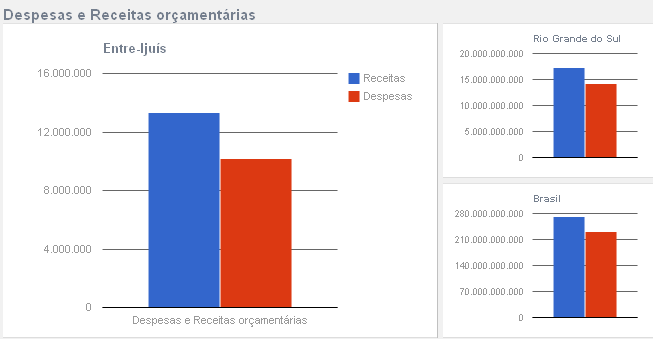 Despesas e Receitas orçamentárias
Entre-Ijuís
16.000.000
12.000.000
8.000.000
4.000.000
0
Despesas e Receitas orçamentárias
Receitas
Despesas
Rio Grande do Sul
20.000.000.000
15.000.000.000
10.000.000.000
5.000.000.000
0
Brasil
280.000.000.000
210.000.000.000
140.000.000.000
70.000.000.000
0